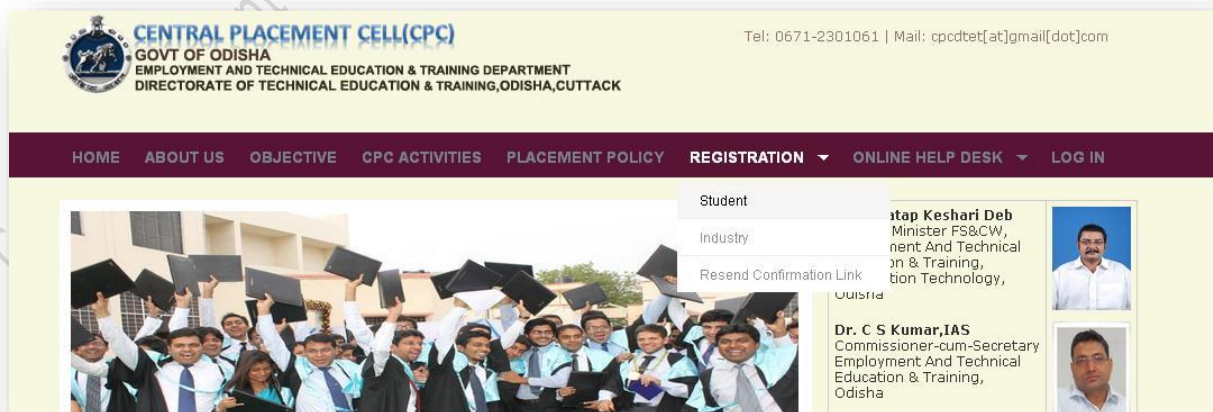 CENTRAL PLACEMENT CELL(CPC)
GOVT OF ODISHA
EMPLOYMENT AND TECHNICAL EDUCATION & TRAINING DEPARTMENT
DIRECTORATE OF TECHNICAL EDUCATION & TRAINING,ODISHA,CUTTACK
Tel: 0671-2301061 | Mail: cpcdtet[at]gmail[dot]com
HOME ABOUT US OBJECTIVE CPC ACTIVITIES PLACEMENT POLICY REGISTRATION ONLINE HELP DESK LOG IN
Student
Industry
Resend Confirmation Link
atap Keshari Deb
Minister FS&CW,
ment And Technical
on & Training,
tion Technology,
Odisha
Dr. C S Kumar,IAS
Commissioner-cum-Secretary
Employment And Technical
Education & Training,
Odisha